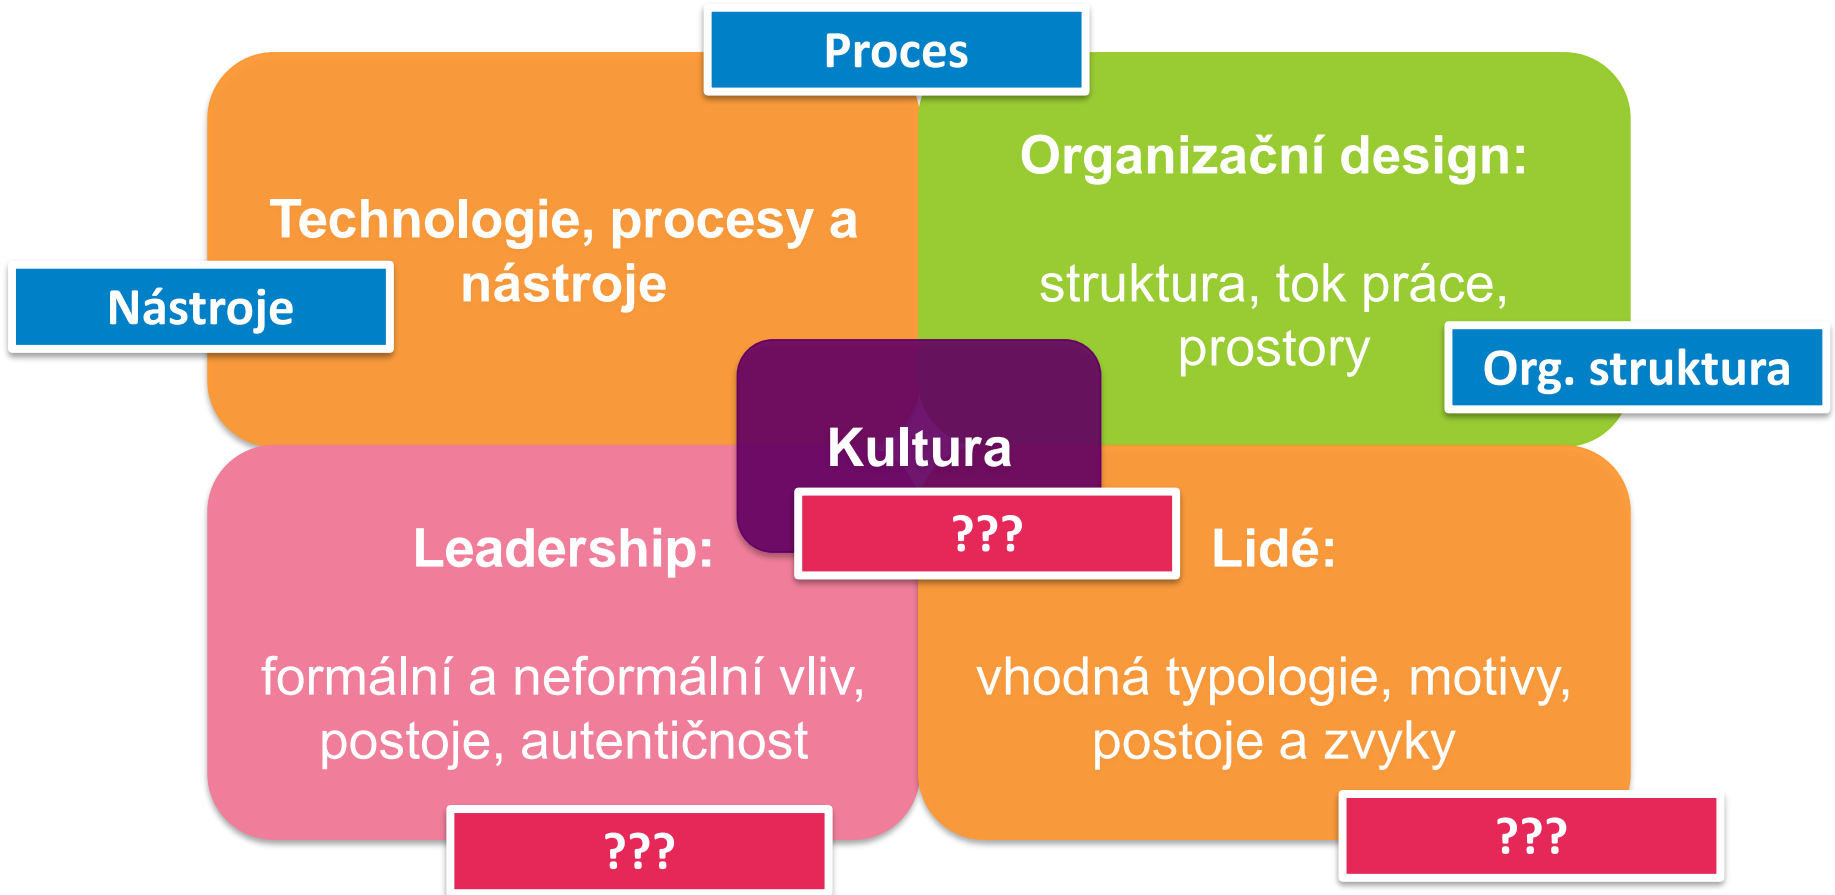 Proces
Technologie, procesy a
nástroje
Nástroje
Organizační design:
struktura, tok práce,
prostory
Org. struktura
Kultura
???
Leadership:
formální a neformální vliv,
postoje, autentičnost
???
Lidé:
vhodná typologie, motivy,
postoje a zvyky
???